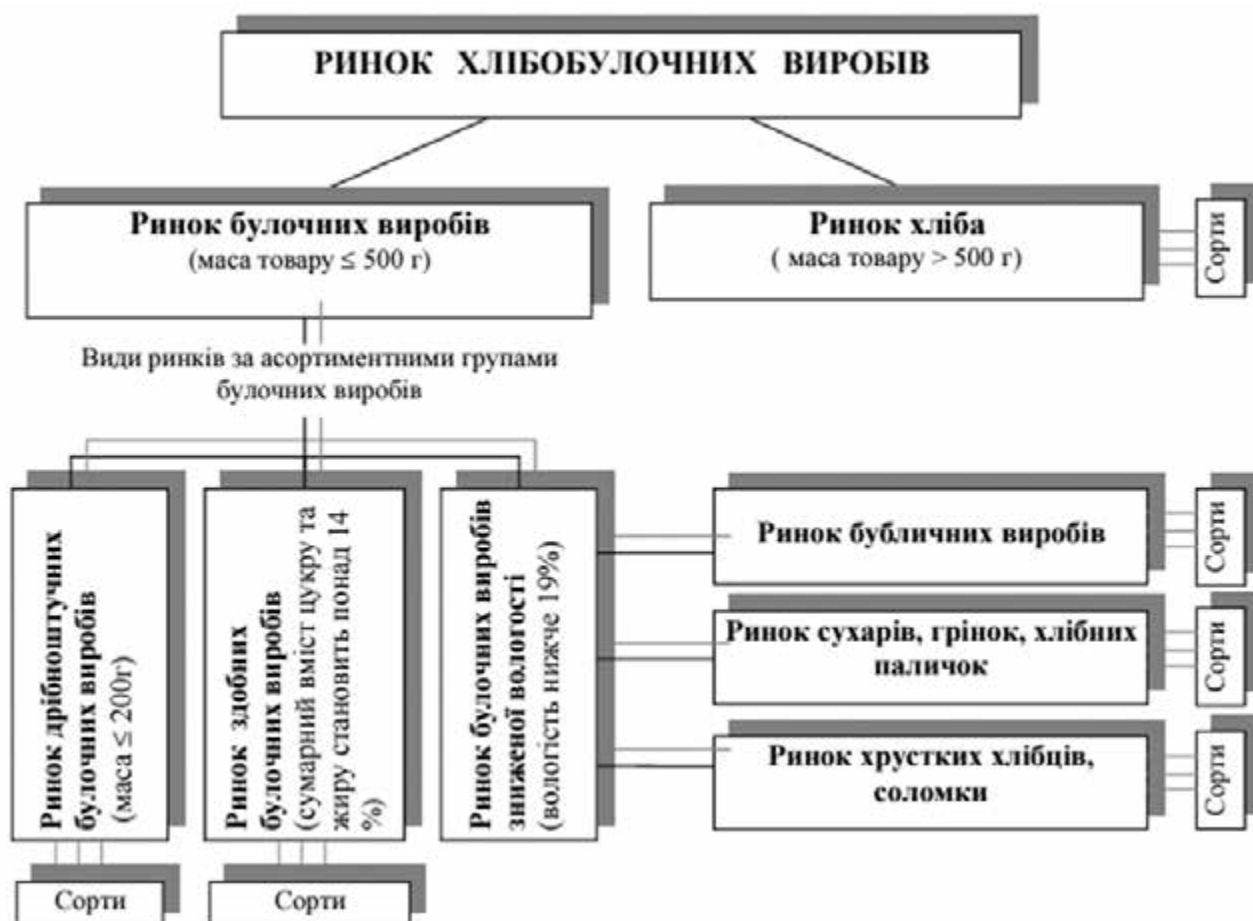 РИНОК ХЛІБОБУЛОЧНИХ ВИРОБІВ
Ринок булочних виробів
(маса товару ≤ 500 г)
Ринок хліба
( маса товару > 500 г)
Сорти
Види ринків за асортиментними групами
булочних виробів
Ринок дрібноштучних
булочних виробів
(маса ≤ 200г)
Сорти
Ринок здобних
булочних виробів
(сумарний вміст цукру та
жиру становить понад 14
%)
Сорти
Ринок булочних виробів
зниженої вологості
(вологість нижче 19%)
Ринок бубличних виробів
Сорти
Ринок сухарів, грінок, хлібних
паличок
Сорти
Ринок хрустких хлібців,
соломки
Сорти